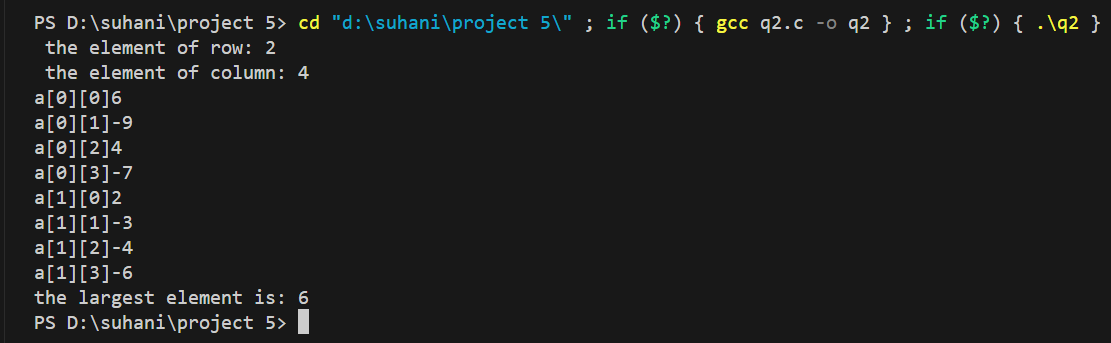 PS D:\suhani\project 5> cd "d:\suhani\project 5\" ; if ($?) { gcc q2.c -o q2 } ; if ($?) { .\q2 }
 the element of row: 2
 the element of column: 4
a[0][0]6
a[0][1]-9
a[0][2]4
a[0][3]-7
a[1][0]2
a[1][1]-3
a[1][2]-4
a[1][3]-6
the largest element is: 6
PS D:\suhani\project 5>